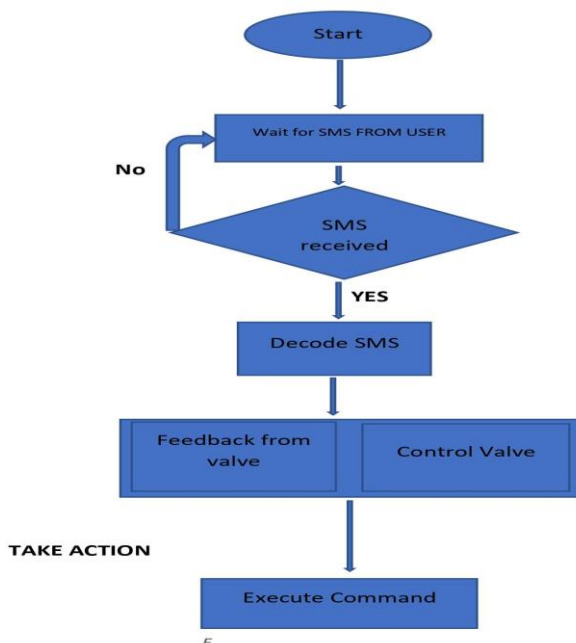 Start
Wait for SMS FROM USER
No
SMS
received
YES
Decode SMS
Feedback from
valve
Control Valve
TAKE ACTION
Execute Command